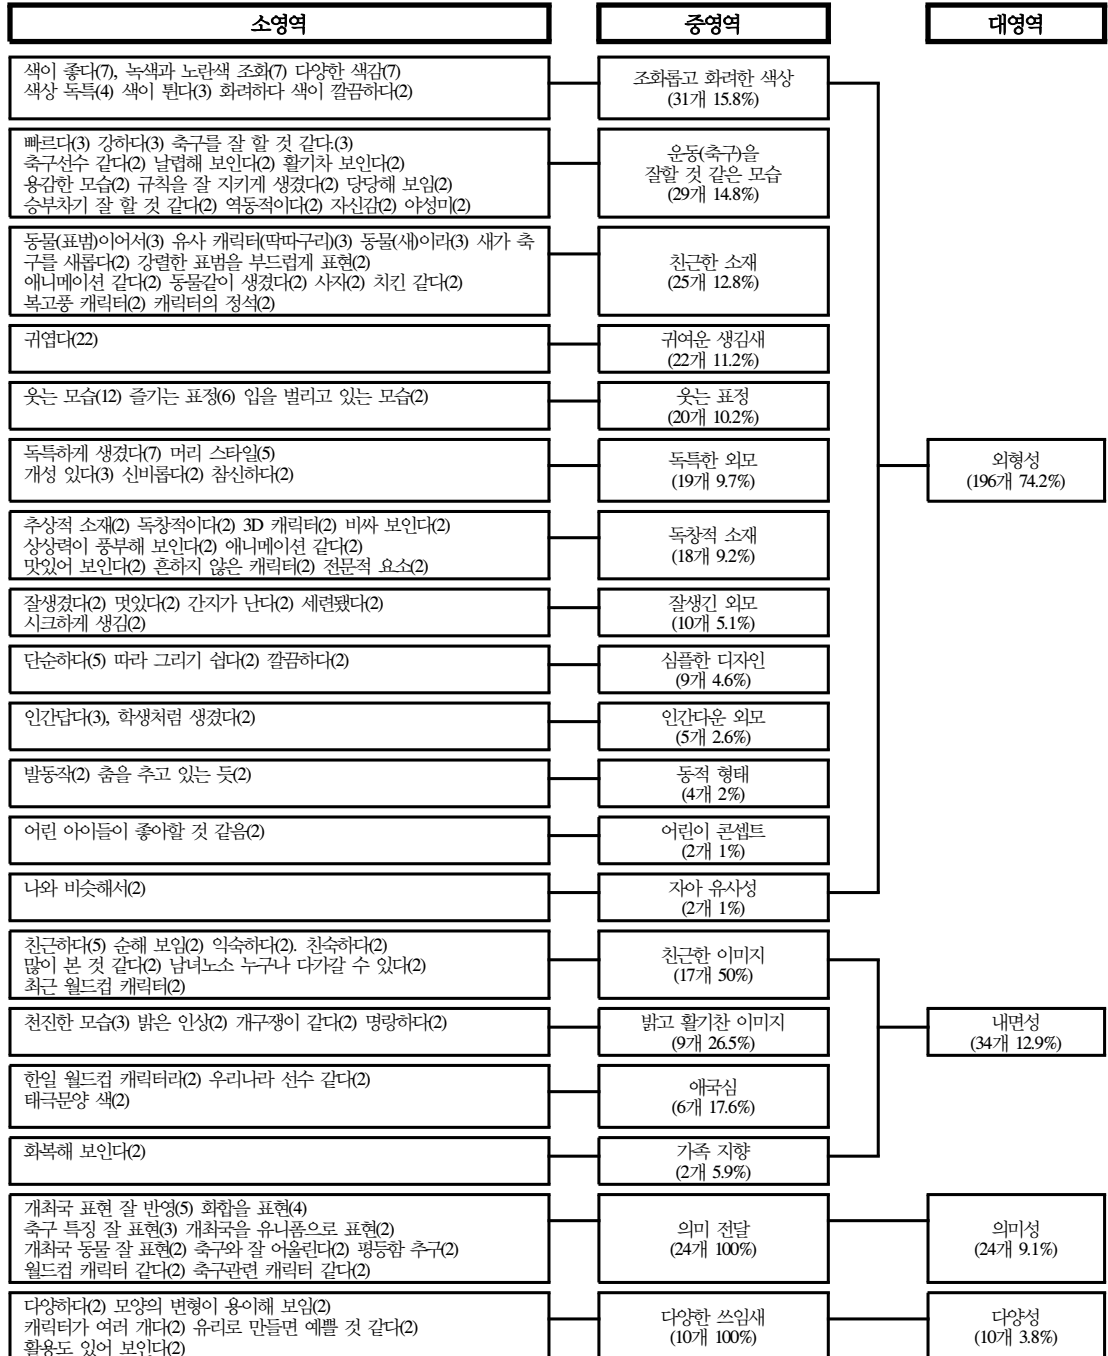 소영역
중영역
대영역
색이 좋다(7), 녹색과 노란색 조화(7) 다양한 색감(7)
색상 독특(4) 색이 튄다(3) 화려하다 색이 깔끔하다(2)
조화롭고 화려한 색상
(31개 15.8%)
빠르다(3) 강하다(3) 축구를 잘 할 것 같다.(3)
축구선수 같다(2) 날렵해 보인다(2) 활기차 보인다(2)
용감한 모습(2) 규칙을 잘 지키게 생겼다(2) 당당해 보임(2)
승부차기 잘 할 것 같다(2) 역동적이다(2) 자신감(2) 야성미(2)
운동(축구)을
잘할 것 같은 모습
(29개 14.8%)
동물(표범)이어서(3) 유사 캐릭터(딱따구리)(3) 동물(새)이라(3) 새가 축
구를 새롭다(2) 강렬한 표범을 부드럽게 표현(2)
애니메이션 같다(2) 동물같이 생겼다(2) 사자(2) 치킨 같다(2)
복고풍 캐릭터(2) 캐릭터의 정석(2)
친근한 소재
(25개 12.8%)
귀엽다(22)
귀여운 생김새
(22개 11.2%)
웃는 모습(12) 즐기는 표정(6) 입을 벌리고 있는 모습(2)
웃는 표정
(20개 10.2%)
독특하게 생겼다(7) 머리 스타일(5)
개성 있다(3) 신비롭다(2) 참신하다(2)
독특한 외모
(19개 9.7%)
외형성
(196개 74.2%)
추상적 소재(2) 독창적이다(2) 3D 캐릭터(2) 비싸 보인다(2)
상상력이 풍부해 보인다(2) 애니메이션 같다(2)
맛있어 보인다(2) 흔하지 않은 캐릭터(2) 전문적 요소(2)
독창적 소재
(18개 9.2%)
잘생겼다(2) 멋있다(2) 간지가 난다(2) 세련됐다(2)
시크하게 생김(2)
잘생긴 외모
(10개 5.1%)
단순하다(5) 따라 그리기 쉽다(2) 깔끔하다(2)
심플한 디자인
(9개 4.6%)
인간답다(3), 학생처럼 생겼다(2)
인간다운 외모
(5개 2.6%)
발동작(2) 춤을 추고 있는 듯(2)
동적 형태
(4개 2%)
어린 아이들이 좋아할 것 같음(2)
어린이 콘셉트
(2개 1%)
나와 비슷해서(2)
자아 유사성
(2개 1%)
친근하다(5) 순해 보임(2) 익숙하다(2). 친숙하다(2)
많이 본 것 같다(2) 남녀노소 누구나 다가갈 수 있다(2)
최근 월드컵 캐릭터(2)
친근한 이미지
(17개 50%)
천진한 모습(3) 밝은 인상(2) 개구쟁이 같다(2) 명랑하다(2)
밝고 활기찬 이미지
(9개 26.5%)
내면성
(34개 12.9%)
한일 월드컵 캐릭터라(2) 우리나라 선수 같다(2)
태극문양 색(2)
애국심
(6개 17.6%)
화복해 보인다(2)
가족 지향
(2개 5.9%)
개최국 표현 잘 반영(5) 화합을 표현(4)
축구 특징 잘 표현(3) 개최국을 유니폼으로 표현(2)
개최국 동물 잘 표현(2) 축구와 잘 어울린다(2) 평등함 추구(2)
월드컵 캐릭터 같다(2) 축구관련 캐릭터 같다(2)
의미 전달
(24개 100%)
의미성
(24개 9.1%)
다양하다(2) 모양의 변형이 용이해 보임(2)
캐릭터가 여러 개다(2) 유리로 만들면 예쁠 것 같다(2)
활용도 있어 보인다(2)
다양한 쓰임새
(10개 100%)
다양성
(10개 3.8%)